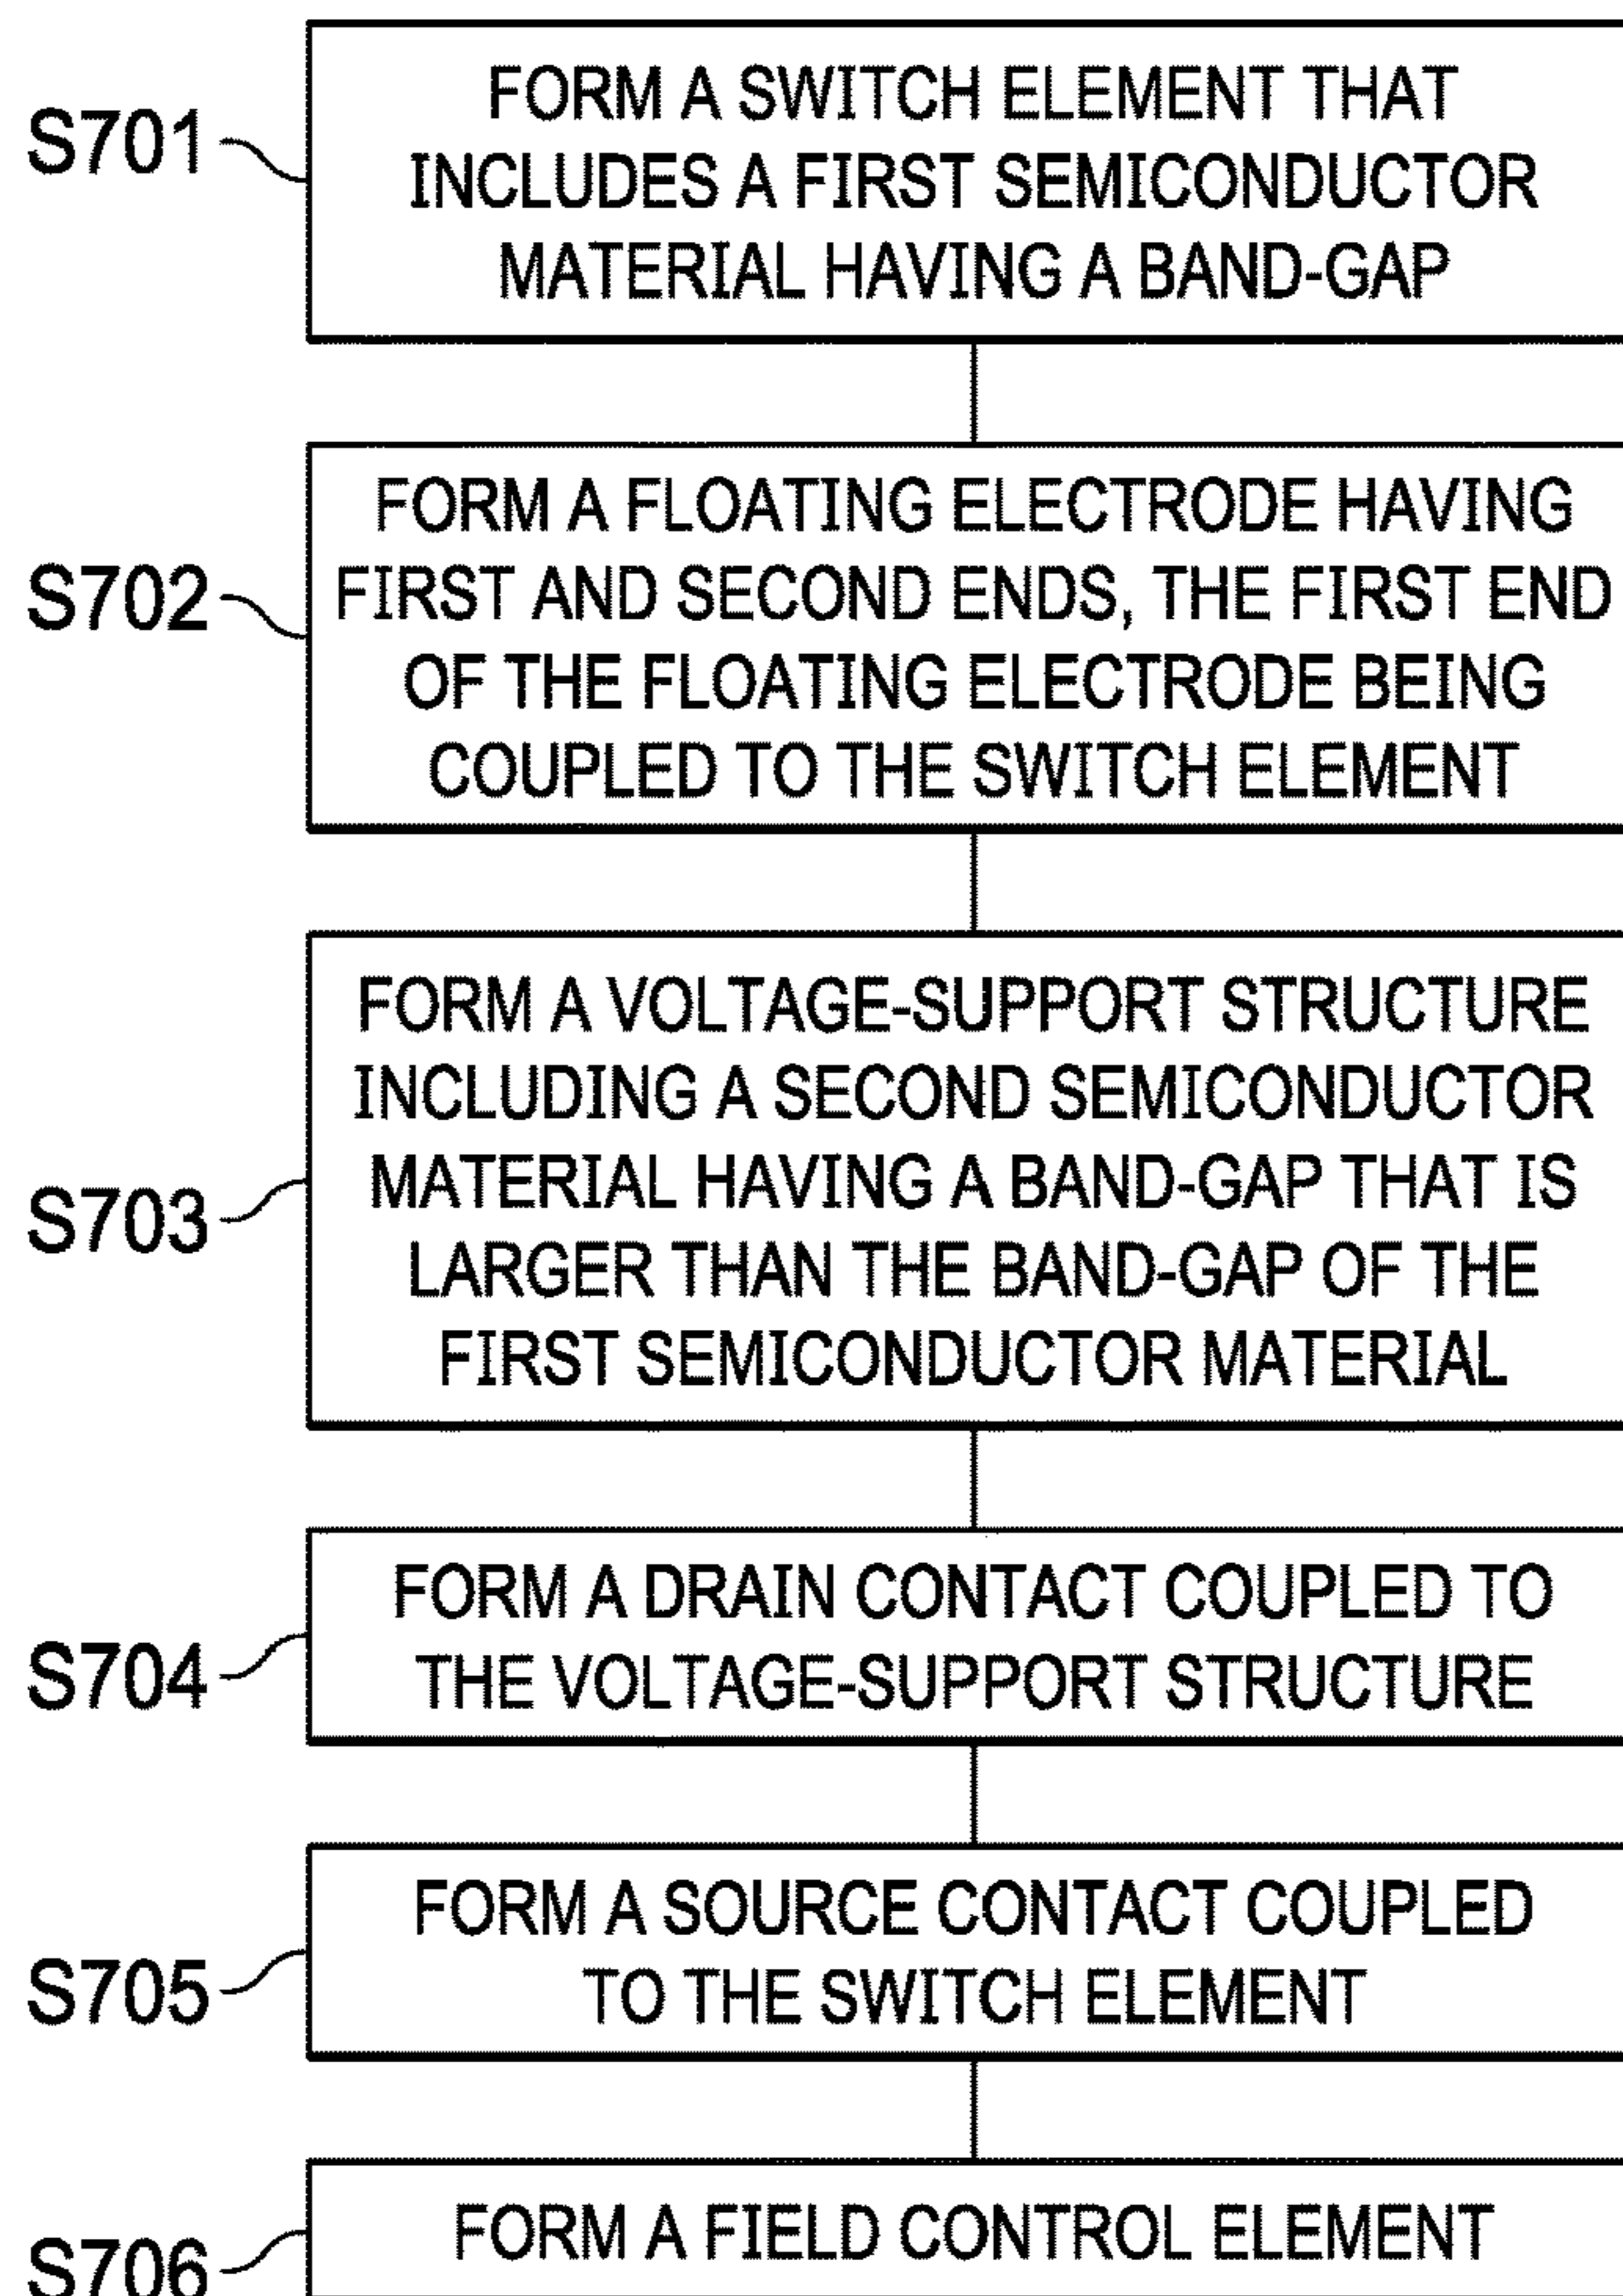 S701
FORM A SWITCH ELEMENT THAT
INCLUDES A FIRST SEMICONDUCTOR
MATERIAL HAVING A BAND-GAP
S702
FORM A FLOATING ELECTRODE HAVING
FIRST AND SECOND ENDS, THE FIRST END
OF THE FLOATING ELECTRODE BEING
COUPLED TO THE SWITCH ELEMENT
S703
FORM A VOLTAGE-SUPPORT STRUCTURE
INCLUDING A SECOND SEMICONDUCTOR
MATERIAL HAVING A BAND-GAP THAT IS
LARGER THAN THE BAND-GAP OF THE
FIRST SEMICONDUCTOR MATERIAL
S704
FORM A DRAIN CONTACT COUPLED TO
THE VOLTAGE-SUPPORT STRUCTURE
S705
FORM A SOURCE CONTACT COUPLED
TO THE SWITCH ELEMENT
S706
FORM A FIELD CONTROL ELEMENT